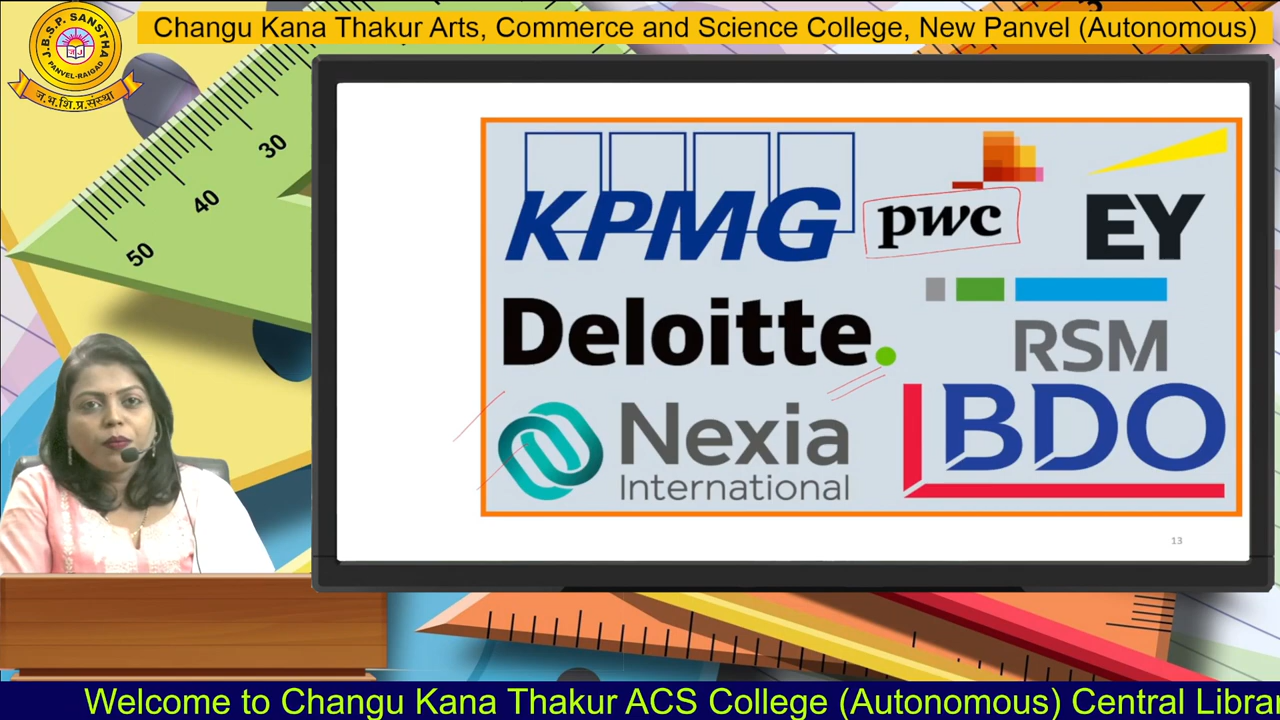 Changu Kana Thakur Arts, Commerce and Science College, New Panvel (Autonomous)
J.B.S.P. SANSTHA
PANVEL-RAIGAD
ज.भ.शि.प्र.संस्था
30
40
50
KPMG
pwc
EY
Deloitte.
RSM
Nexia
International
BDO
13
Welcome to Changu Kana Thakur ACS College (Autonomous) Central Libra